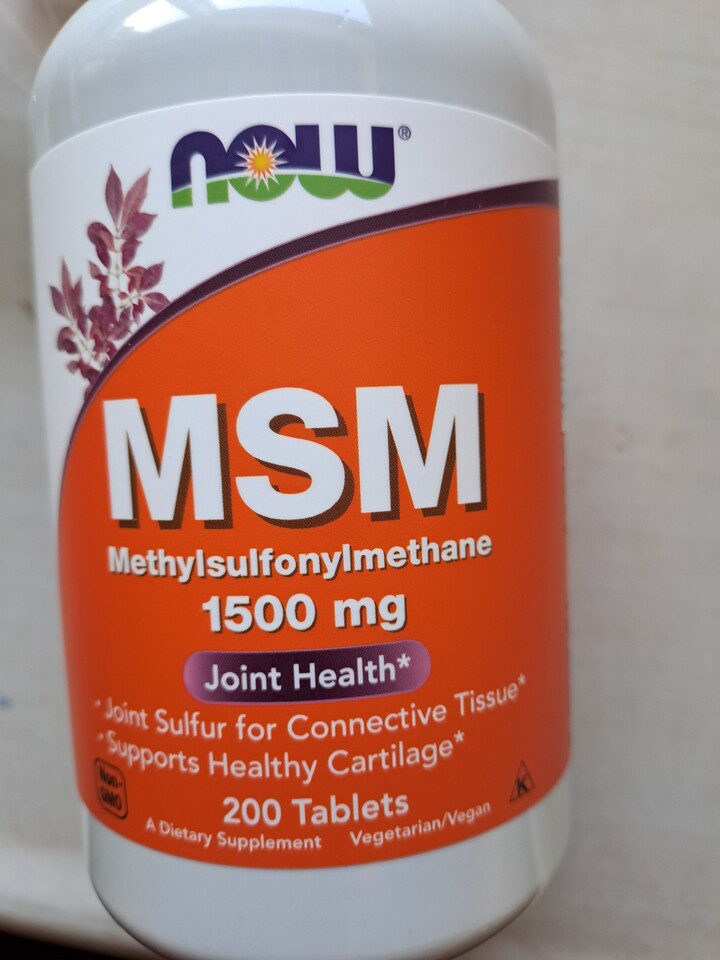 NOW®
MSM
Methylsulfonylmethane
1500 mg
Joint Health*
• Joint Sulfur for Connective Tissue*
• Supports Healthy Cartilage*
Non-
GMO
200 Tablets
K
A Dietary Supplement Vegetarian/Vegan